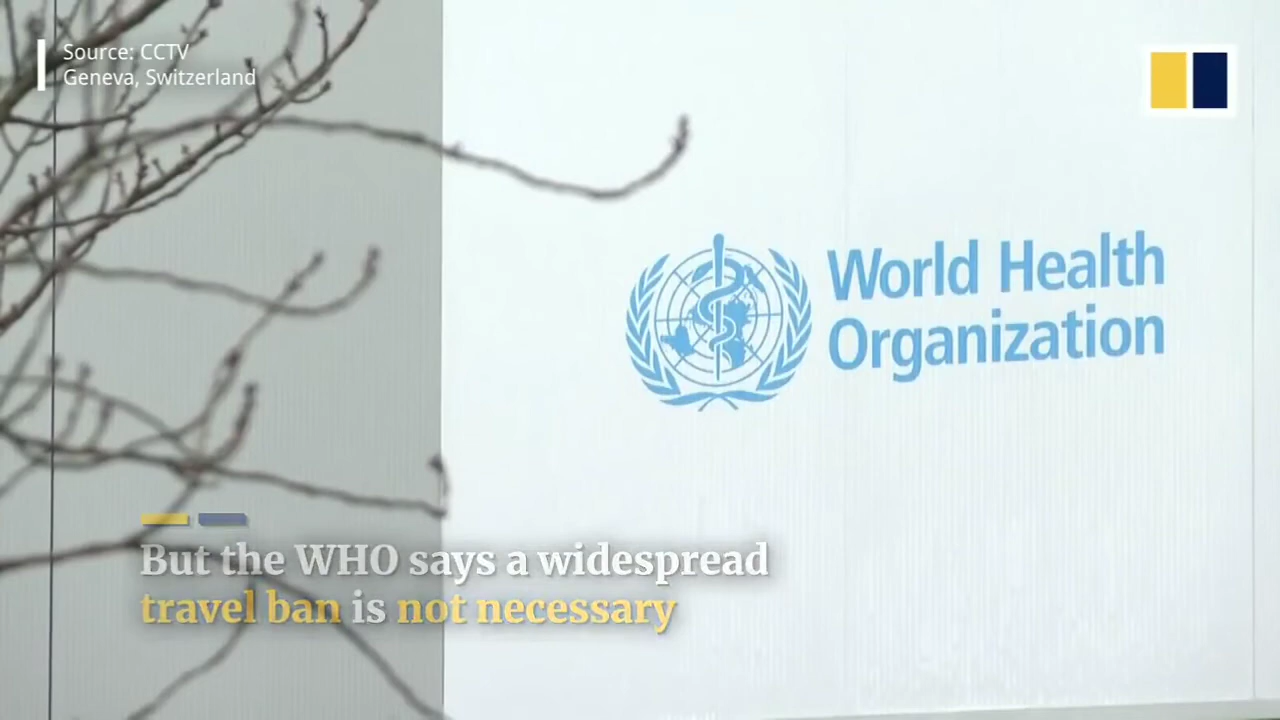 Source: CCTV
Geneva, Switzerland
World Health
Organization
But the WHO says a widespread
travel ban is not necessary